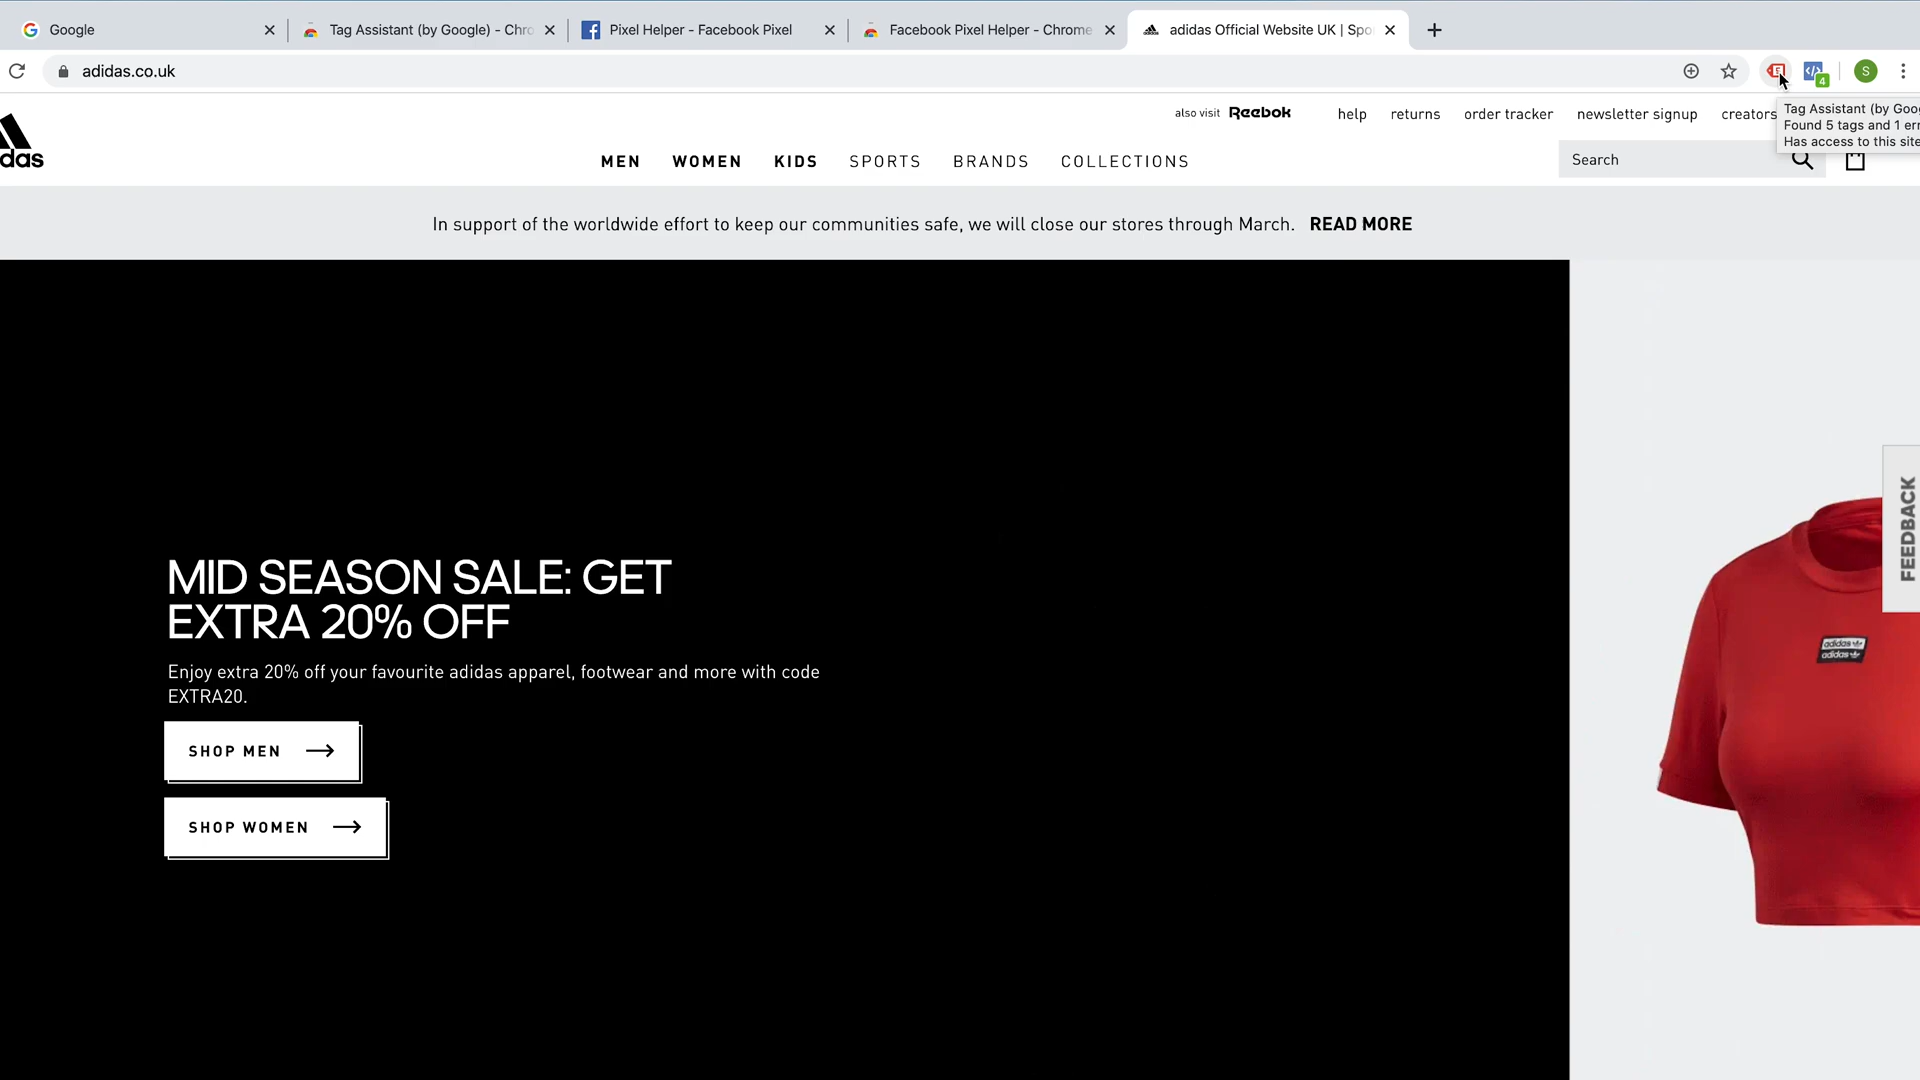 Google
Tag Assistant (by Google) - Chro
Pixel Helper - Facebook Pixel
Facebook Pixel Helper - Chrome
adidas Official Website UK | Spo
adidas.co.uk
4
S
Tag Assistant (by Goog
Found 5 tags and 1 err
Has access to this site
also visit Reebok
help
returns
order tracker
newsletter signup
creators
das
MEN
WOMEN
KIDS
SPORTS
BRANDS
COLLECTIONS
Search
In support of the worldwide effort to keep our communities safe, we will close our stores through March. READ MORE
MID SEASON SALE: GET
EXTRA 20% OFF
Enjoy extra 20% off your favourite adidas apparel, footwear and more with code
EXTRA20.
SHOP MEN
SHOP WOMEN
FEEDBACK
adidas
adidas